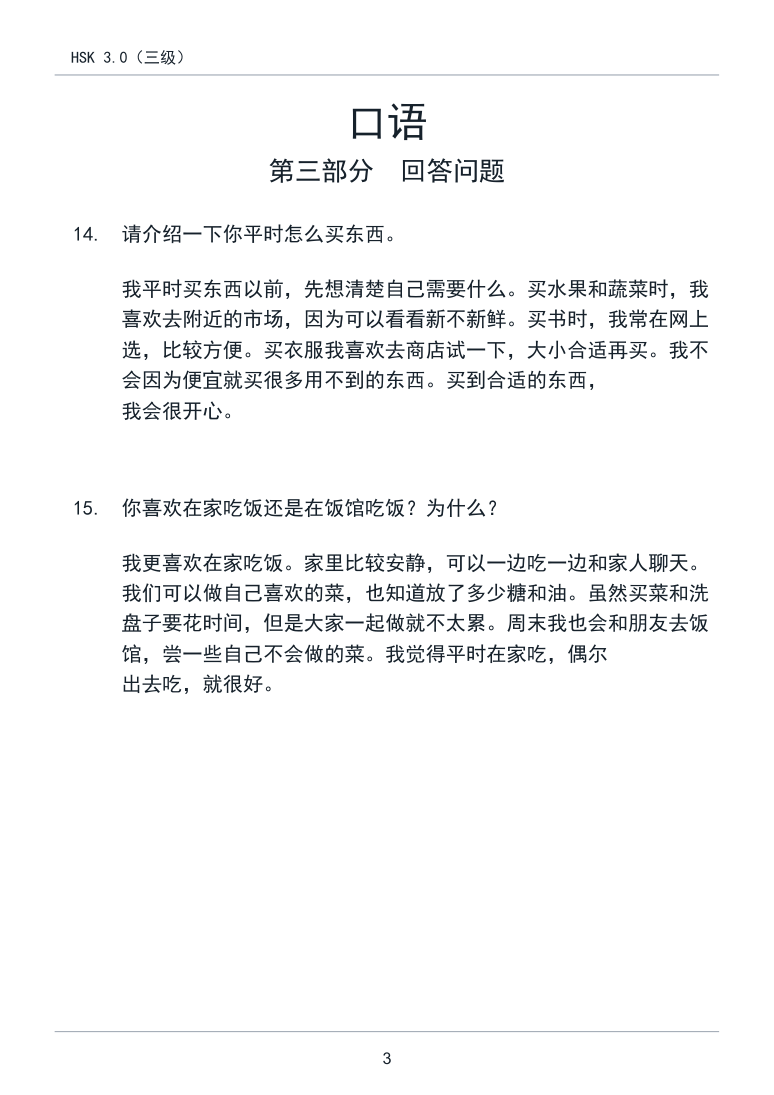 HSK 3.0（三级）
口语
第三部分　回答问题
14. 请介绍一下你平时怎么买东西。
我平时买东西以前，先想清楚自己需要什么。买水果和蔬菜时，我
喜欢去附近的市场，因为可以看看新不新鲜。买书时，我常在网上
选，比较方便。买衣服我喜欢去商店试一下，大小合适再买。我不
会因为便宜就买很多用不到的东西。买到合适的东西，
我会很开心。
15. 你喜欢在家吃饭还是在饭馆吃饭？为什么？
我更喜欢在家吃饭。家里比较安静，可以一边吃一边和家人聊天。
我们可以做自己喜欢的菜，也知道放了多少糖和油。虽然买菜和洗
盘子要花时间，但是大家一起做就不太累。周末我也会和朋友去饭
馆，尝一些自己不会做的菜。我觉得平时在家吃，偶尔
出去吃，就很好。
3